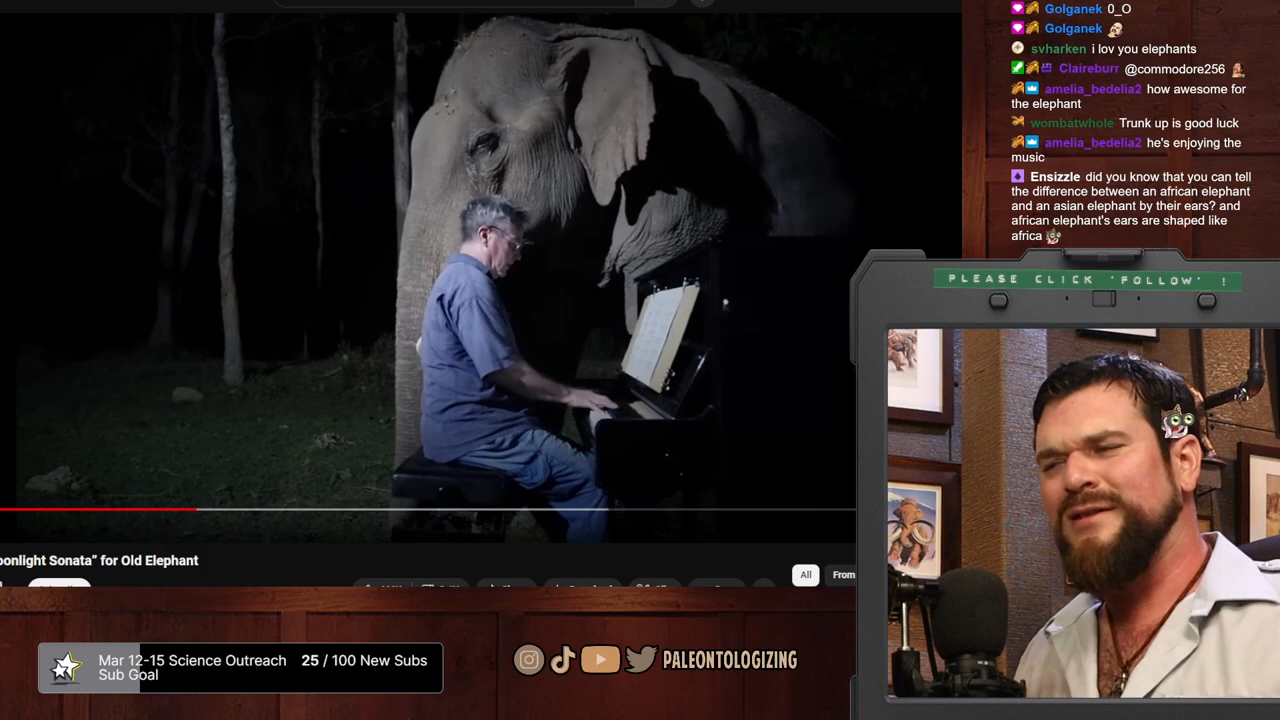 Golganek 0_O
Golganek
svharken i lov you elephants
Claireburr @commodore256
amelia_bedelia2 how awesome for
the elephant
wombatwhole Trunk up is good luck
amelia_bedelia2 he's enjoying the
music
Ensizzle did you know that you can tell
the difference between an african elephant
and an asian elephant by their ears? and
african elephant's ears are shaped like
africa
PLEASE CLICK "FOLLOW" !
oonlight Sonata” for Old Elephant
All From
Mar 12-15 Science Outreach 25 / 100 New Subs
Sub Goal
PALEONTOLOGIZING